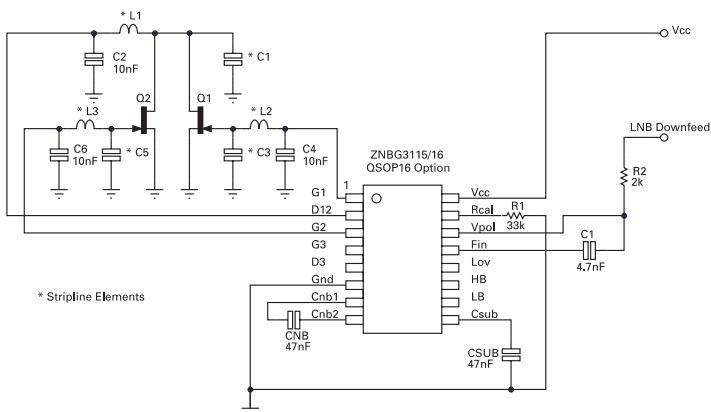 * L1
Vcc
C2
10nF
* C1
Q2
Q1
* L3
* L2
LNB Downfeed
C6
10nF
* C5
* C3
C4
10nF
R2
2k
ZNBG3115/16
QSOP16 Option
G1
1
Vcc
D12
Rcal
R1
33k
G2
Vpol
G3
Fin
C1
4.7nF
D3
Lov
Gnd
HB
* Stripline Elements
Cnb1
LB
Cnb2
Csub
CNB
47nF
CSUB
47nF